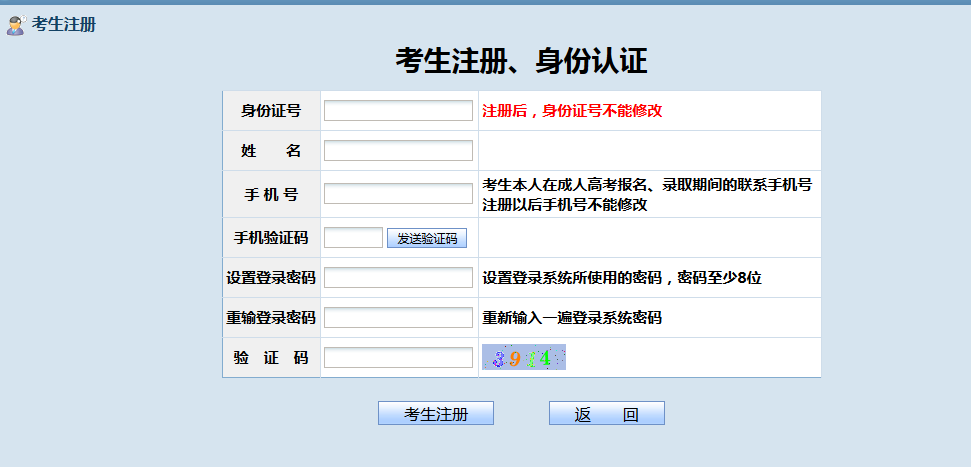 考生注册
考生注册、身份认证
身份证号 注册后，身份证号不能修改
姓 名
手 机 号 考生本人在成人高考报名、录取期间的联系手机号
注册以后手机号不能修改
手机验证码 发送验证码
设置登录密码 设置登录系统所使用的密码，密码至少8位
重输登录密码 重新输入一遍登录系统密码
验 证 码
考生注册 返 回